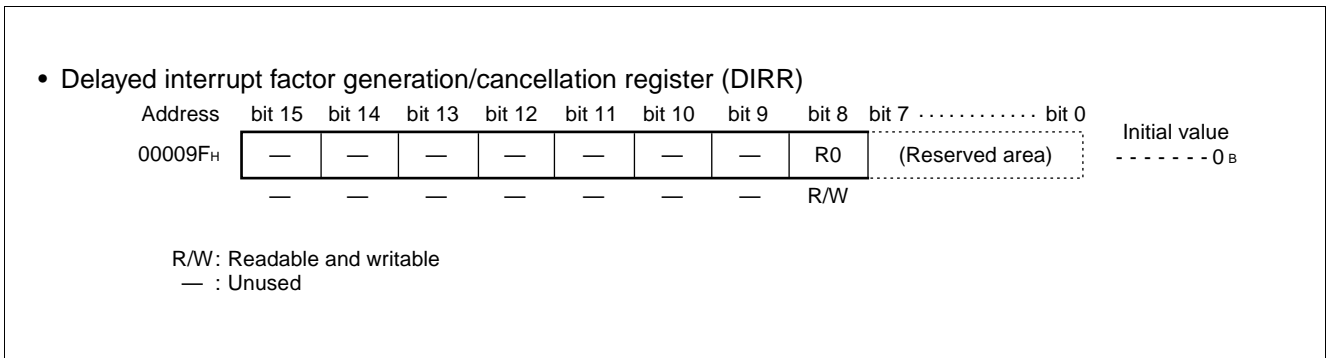 • Delayed interrupt factor generation/cancellation register (DIRR)
Address bit 15 bit 14 bit 13 bit 12 bit 11 bit 10 bit 9 bit 8 bit 7 ············ bit 0 Initial value
00009FH — — — — — — — R0 (Reserved area) - - - - - - - 0 B
— — — — — — — R/W
R/W : Readable and writable
— : Unused